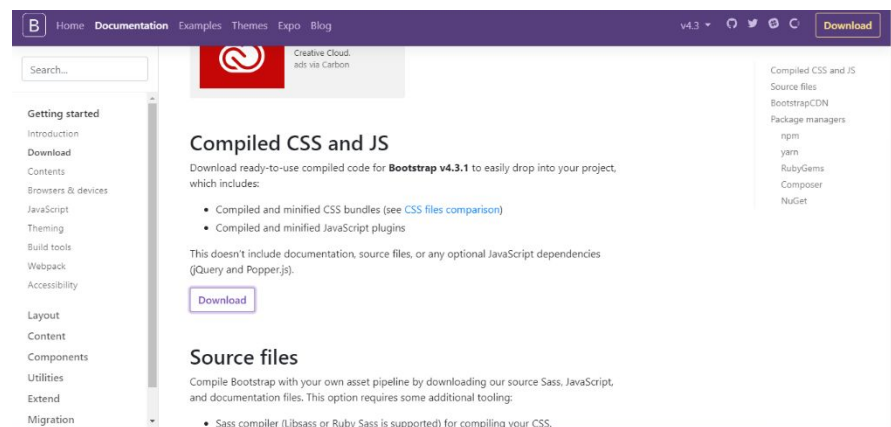 B Home Documentation Examples Themes Expo Blog v4.3 Download
Creative Cloud.
ads via Carbon
Search...
Getting started
Introduction
Download
Contents
Browsers & devices
JavaScript
Theming
Build tools
Webpack
Accessibility
Layout
Content
Components
Utilities
Extend
Migration
Compiled CSS and JS
Download ready-to-use compiled code for Bootstrap v4.3.1 to easily drop into your project,
which includes:
Compiled and minified CSS bundles (see CSS files comparison)
Compiled and minified JavaScript plugins
This doesn't include documentation, source files, or any optional JavaScript dependencies
(jQuery and Popper.js).
Download
Source files
Compile Bootstrap with your own asset pipeline by downloading our source Sass, JavaScript,
and documentation files. This option requires some additional tooling:
Sass compiler (Libsass or Ruby Sass is supported) for compiling your CSS.
Compiled CSS and JS
Source files
BootstrapCDN
Package managers
npm
yarn
RubyGems
Composer
NuGet